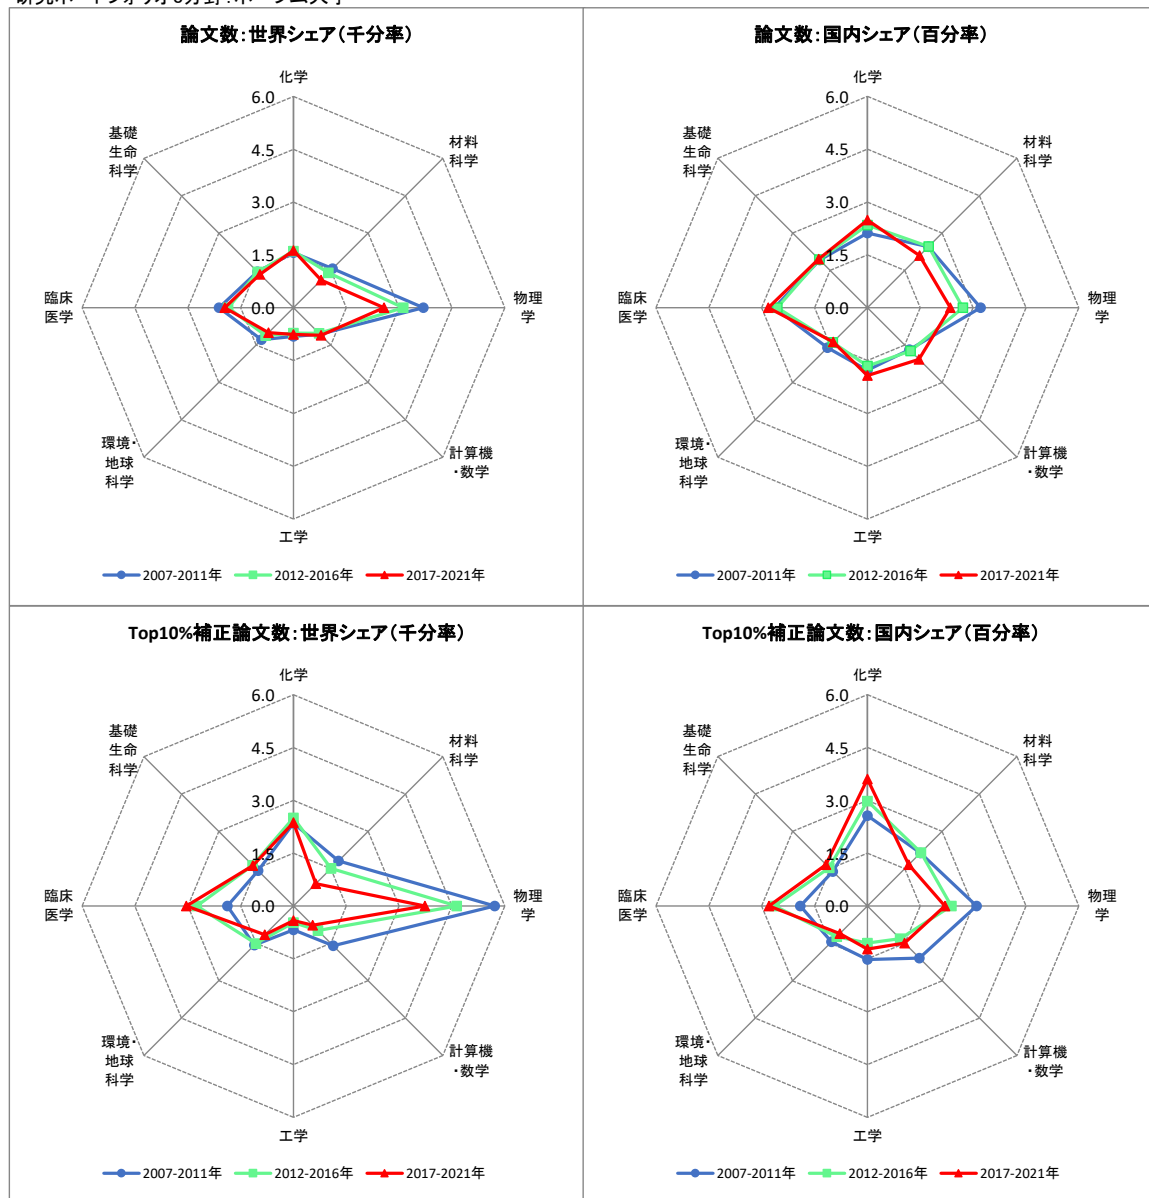 論文数：世界シェア（千分率）
化学
6.0
4.5
3.0
1.5
0.0
材料
科学
物理
学
計算機
・数学
工学
環境・
地球
科学
臨床
医学
基礎
生命
科学
2007-2011年
2012-2016年
2017-2021年
論文数：国内シェア（百分率）
化学
6.0
4.5
3.0
1.5
0.0
材料
科学
物理
学
計算機
・数学
工学
環境・
地球
科学
臨床
医学
基礎
生命
科学
2007-2011年
2012-2016年
2017-2021年
Top10%補正論文数：世界シェア（千分率）
化学
6.0
4.5
3.0
1.5
0.0
材料
科学
物理
学
計算機
・数学
工学
環境・
地球
科学
臨床
医学
基礎
生命
科学
2007-2011年
2012-2016年
2017-2021年
Top10%補正論文数：国内シェア（百分率）
化学
6.0
4.5
3.0
1.5
0.0
材料
科学
物理
学
計算機
・数学
工学
環境・
地球
科学
臨床
医学
基礎
生命
科学
2007-2011年
2012-2016年
2017-2021年